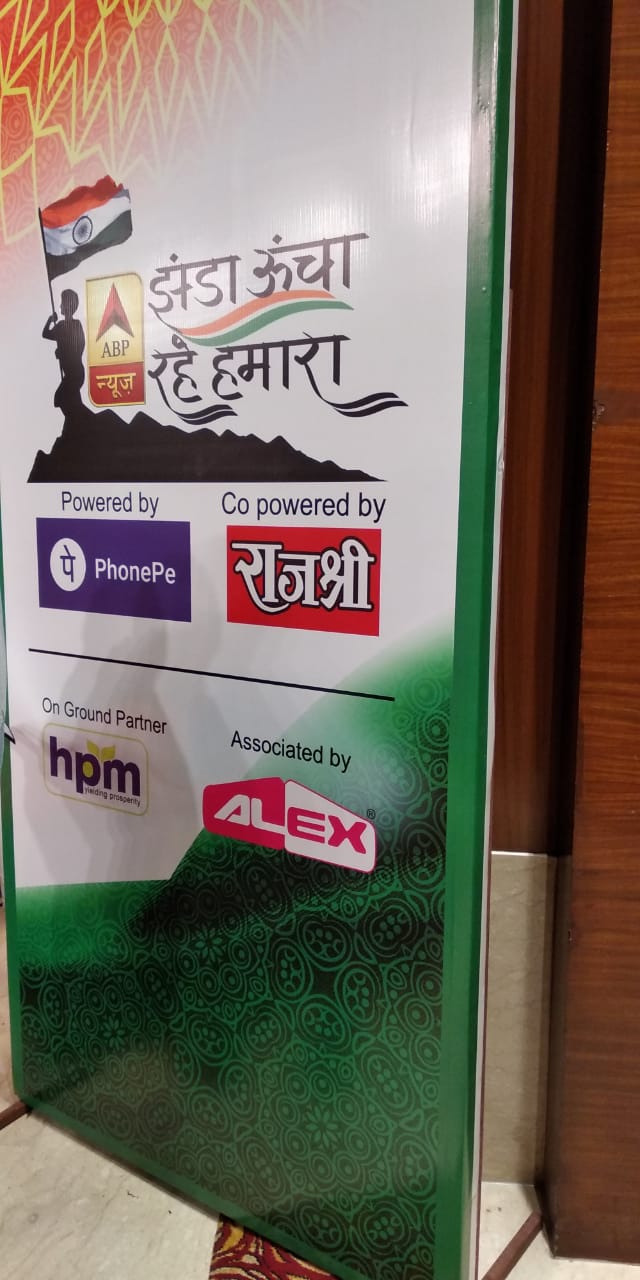 झंडा ऊंचा
ABP
न्यूज़
रहे हमारा
Powered by
Co powered by
पे PhonePe
राजश्री
On Ground Partner
hpm
yielding prosperity
Associated by
ALEX®